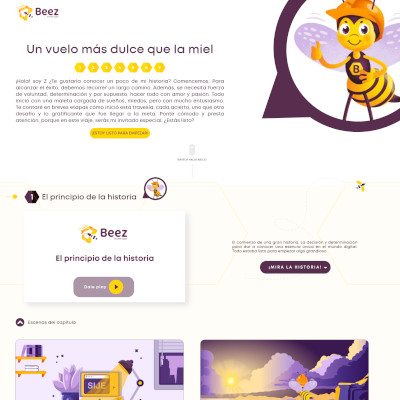 Beez
Un vuelo más dulce que la miel
¡Hola! soy Z ¿Te gustaría conocer un poco de mi historia? Comencemos. Para
alcanzar el éxito, debemos recorrer un largo camino. Además, se necesita fuerza
de voluntad, determinación y por supuesto, hacer todo con amor y pasión. Todo
inició con una maleta cargada de sueños, miedos, pero con mucho entusiasmo.
Te contaré en breves etapas cómo inició esta travesía, cada acierto, uno que otro
desafío y lo gratificante que fue llegar a la meta. Ponte cómodo y presta
atención, porque en este viaje, serás mi invitado especial. ¿Estás listo?
¡ESTOY LISTO PARA EMPEZAR!
1 El principio de la historia
Beez
El principio de la historia
Dale play
El comienzo de una gran historia. La decisión y determinación
para dar a conocer una esencia única en el mundo digital.
Todo estaba listo para empezar algo grandioso.
¡MIRA LA HISTORIA!
Escenas del capítulo
SIJE